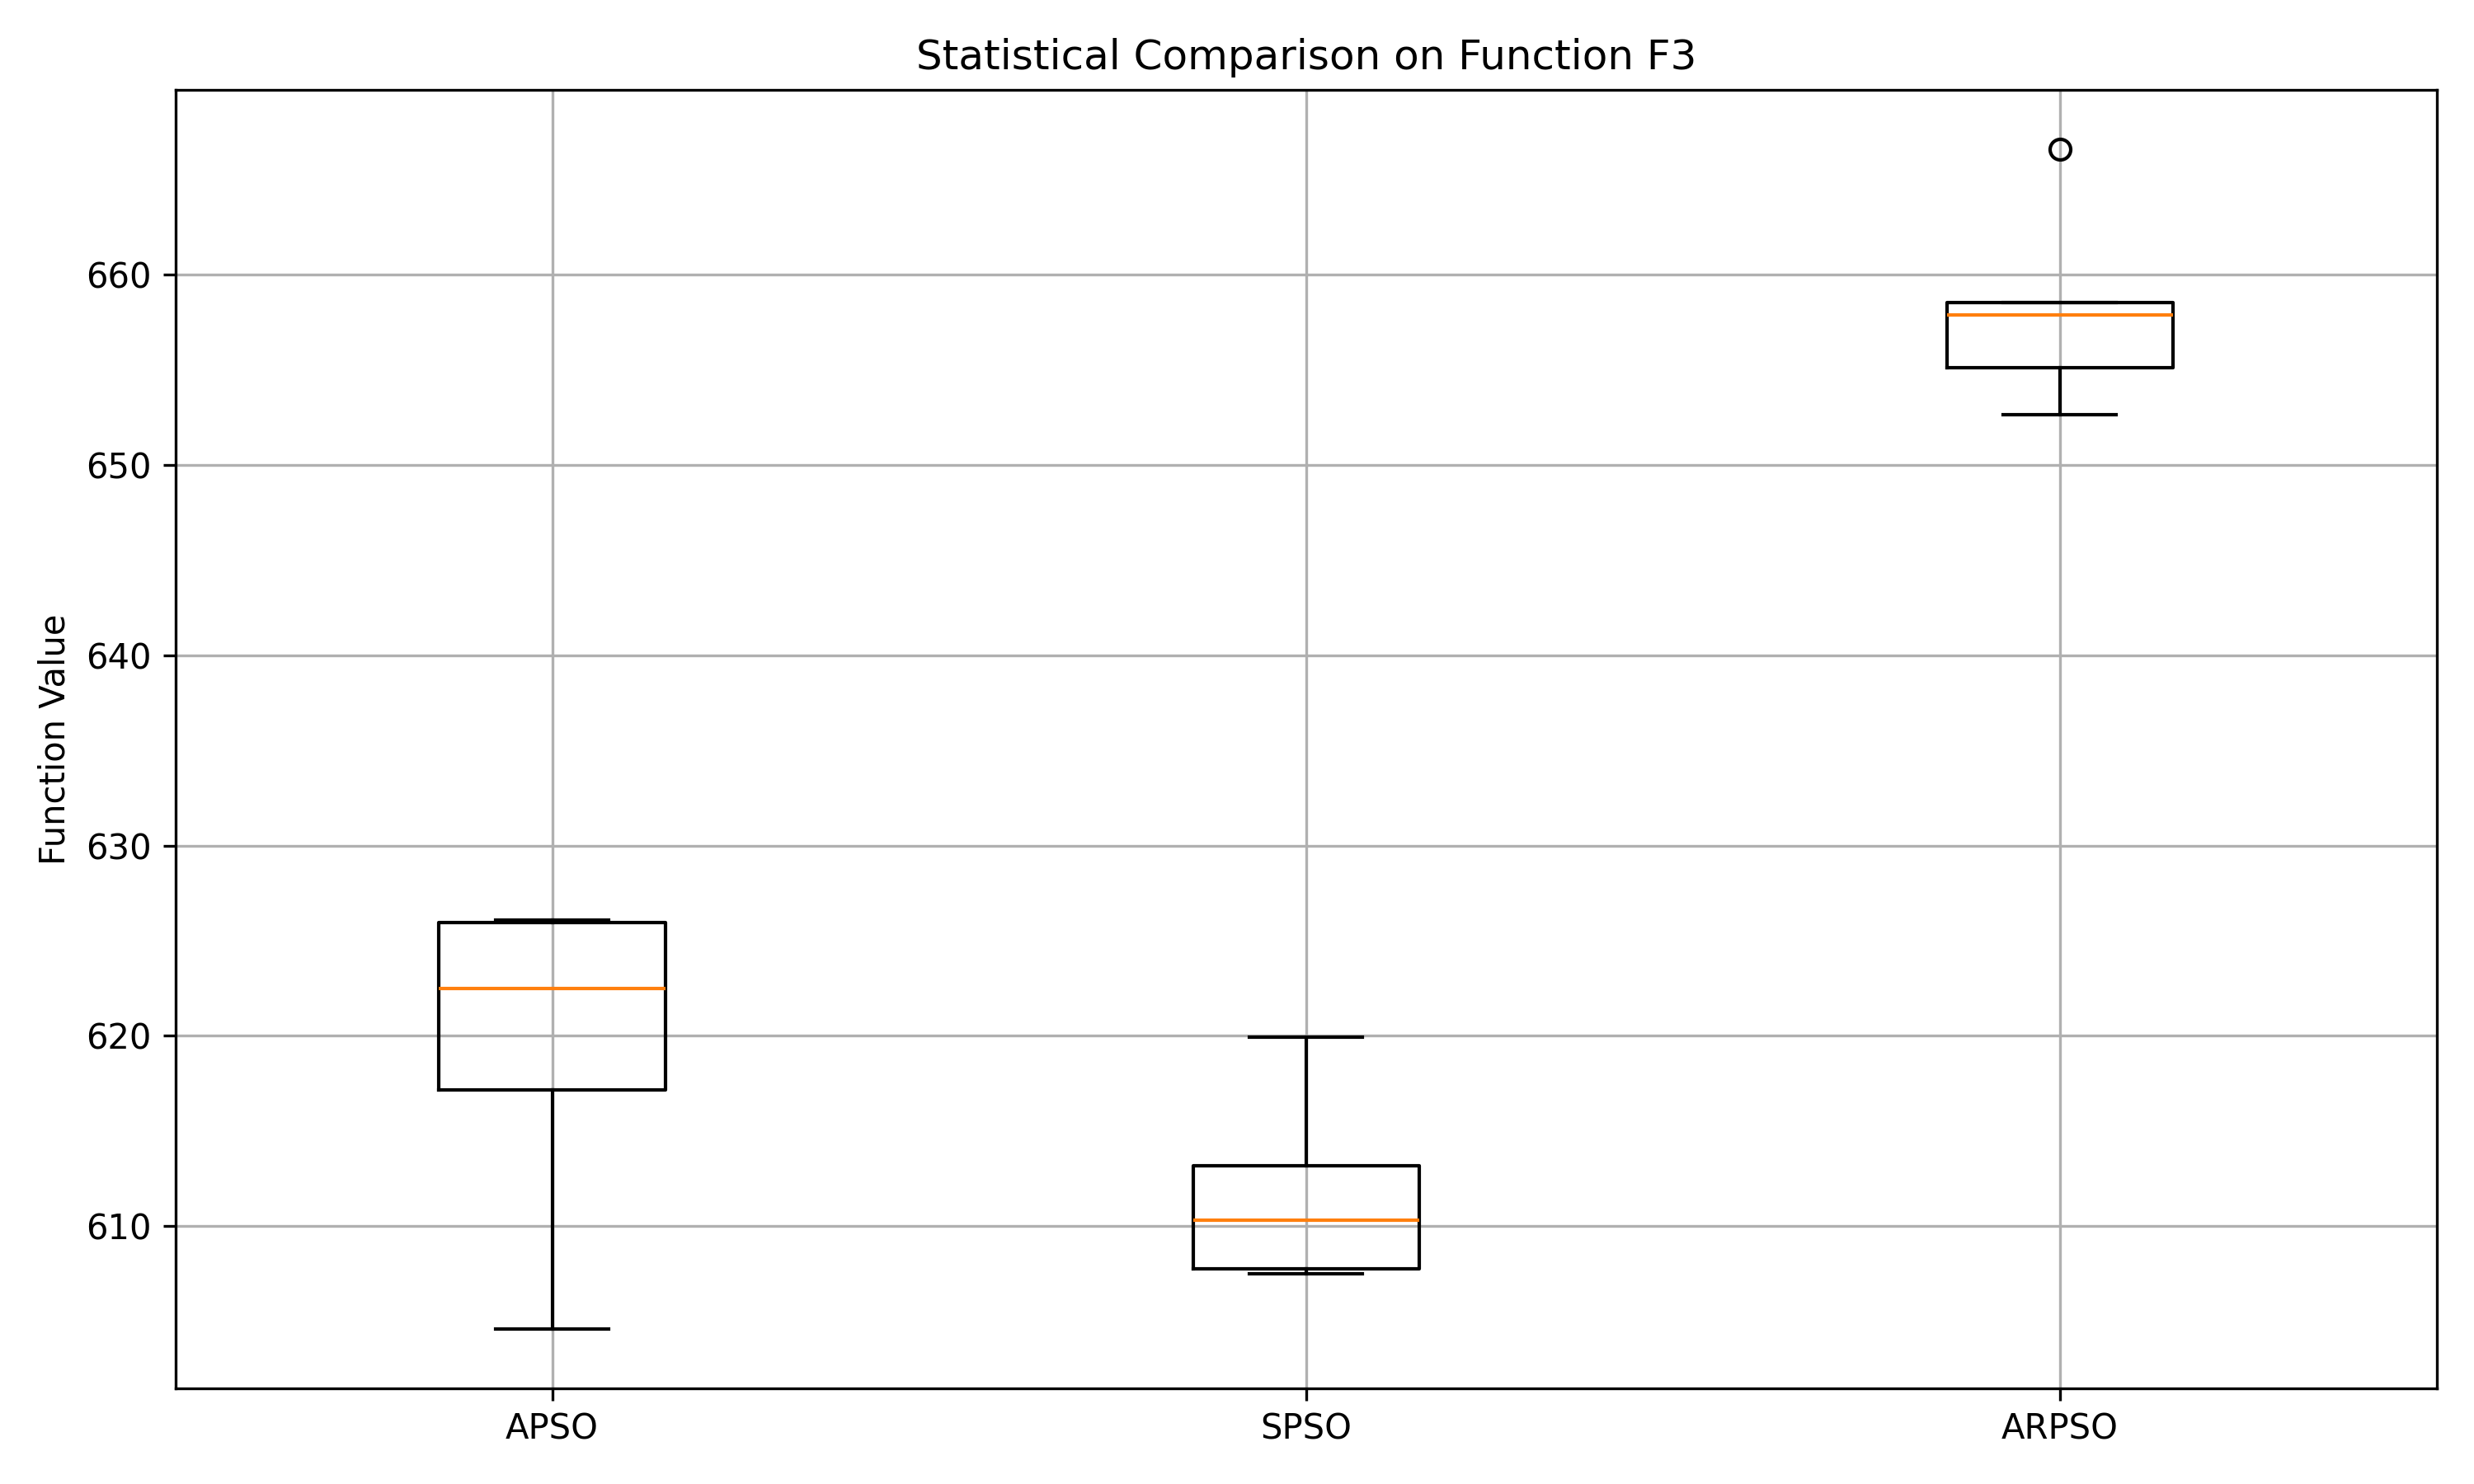 Statistical Comparison on Function F3
Function Value
660
650
640
630
620
610
APSO
SPSO
ARPSO